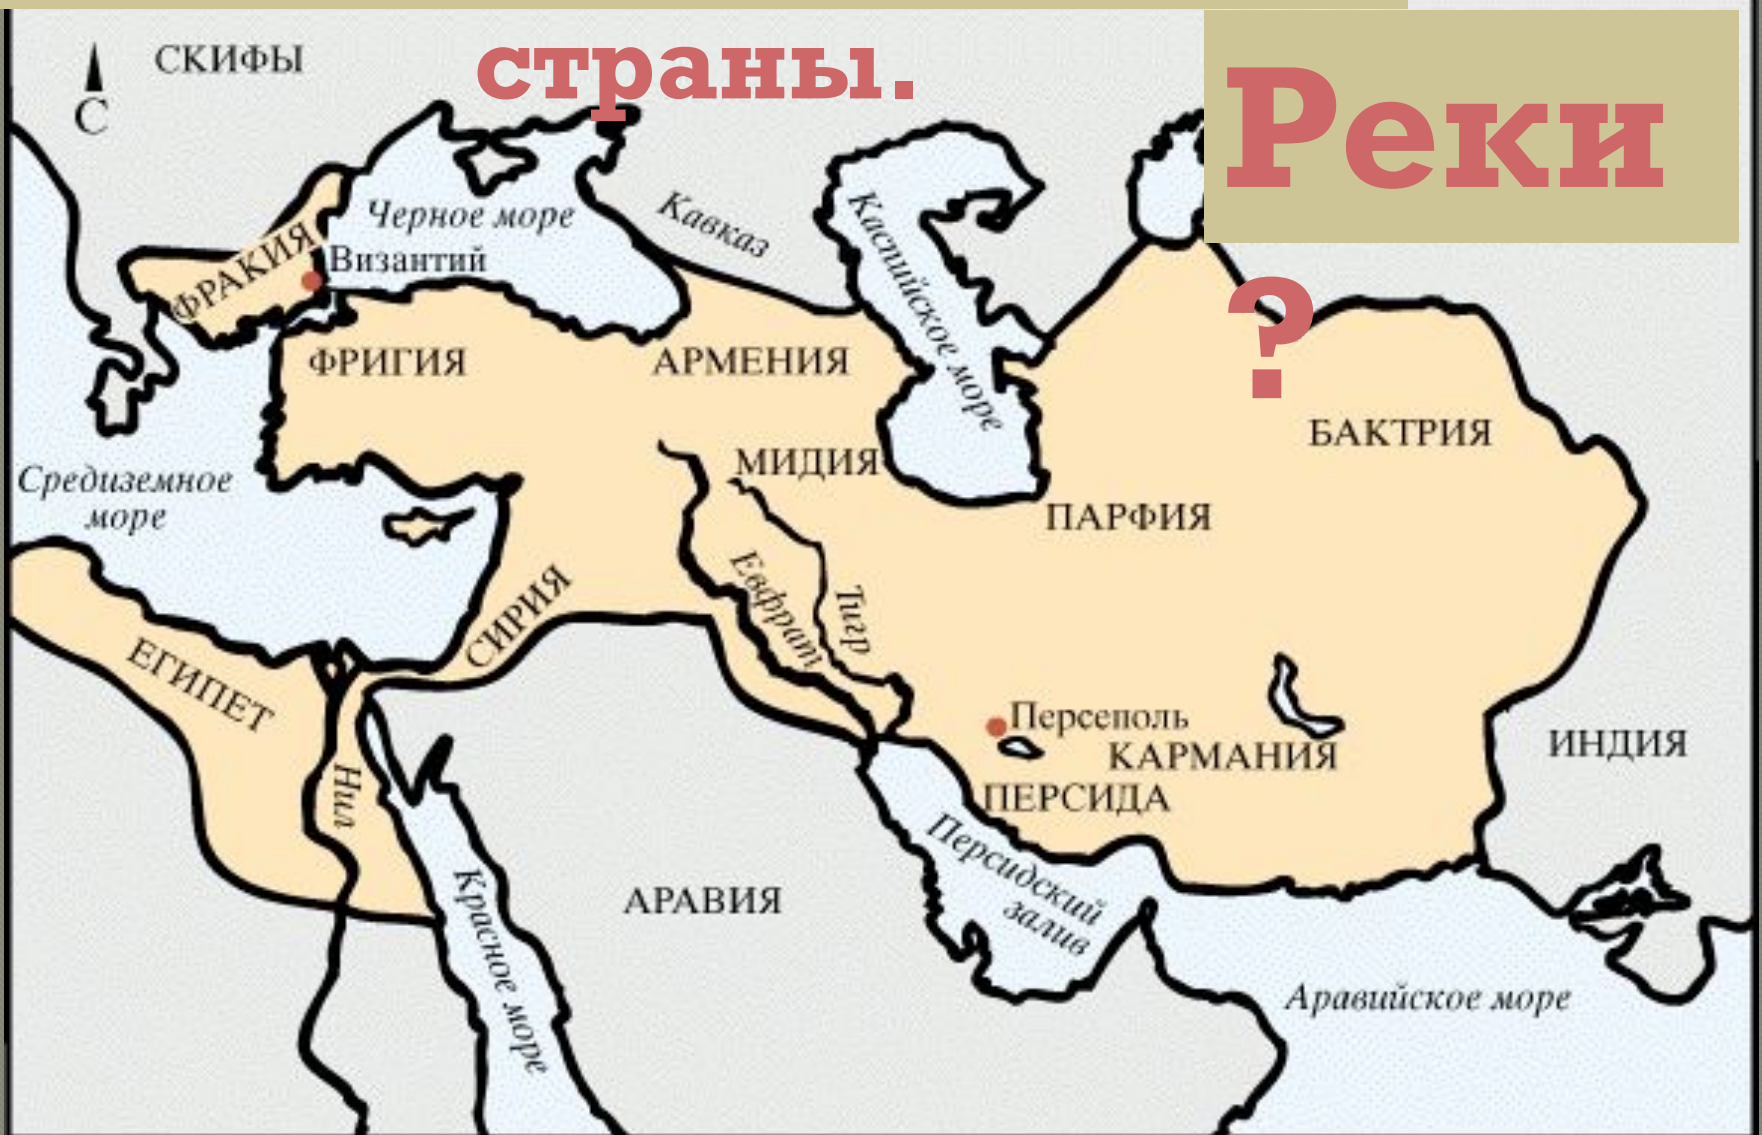 страны.
Реки
?
СКИФЫ
С
Черное море
Кавказ
Каспийское море
ФРАКИЯ
Византий
ФРИГИЯ
АРМЕНИЯ
БАКТРИЯ
МИДИЯ
Средиземное
море
ПАРФИЯ
СИРИЯ
Евфрат
Тигр
ЕГИПЕТ
Нил
Персеполь
КАРМАНИЯ
ИНДИЯ
ПЕРСИДА
Персидский
залив
АРАВИЯ
Красное море
Аравийское море